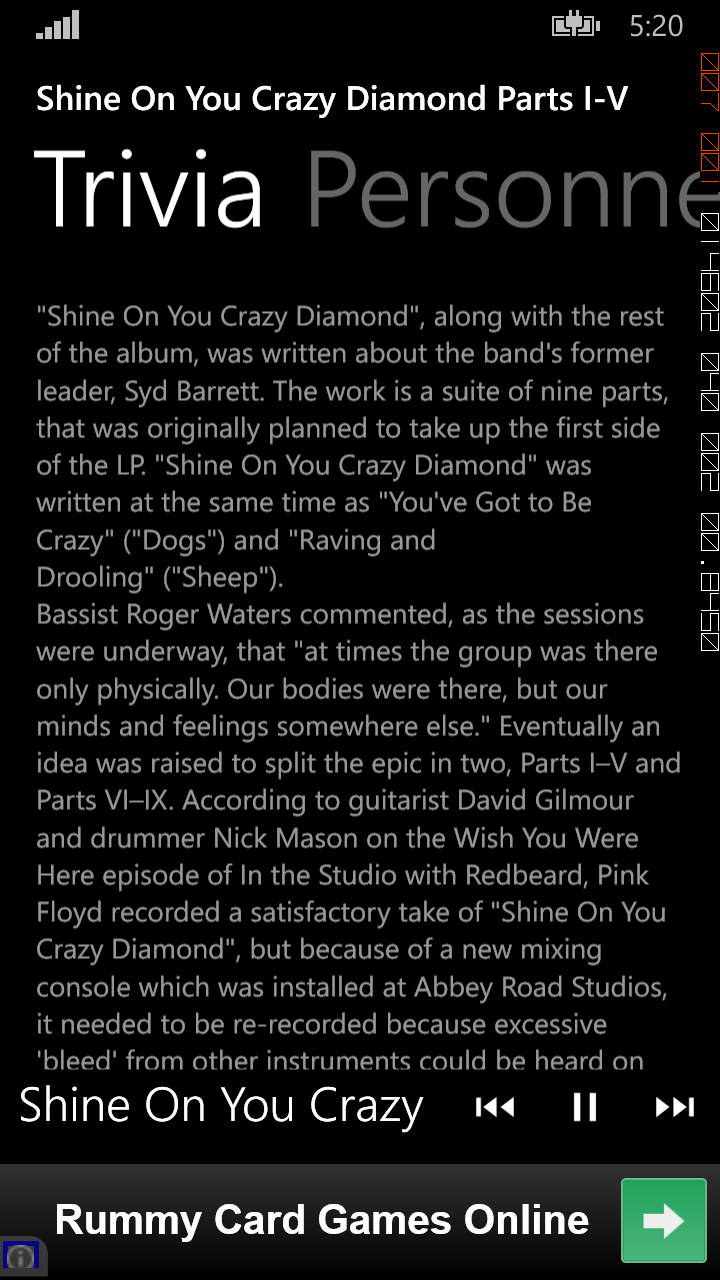 5:20
Shine On You Crazy Diamond Parts I-V
Trivia Personne
"Shine On You Crazy Diamond", along with the rest
of the album, was written about the band's former
leader, Syd Barrett. The work is a suite of nine parts,
that was originally planned to take up the first side
of the LP. "Shine On You Crazy Diamond" was
written at the same time as "You've Got to Be
Crazy" ("Dogs") and "Raving and
Drooling" ("Sheep").
Bassist Roger Waters commented, as the sessions
were underway, that "at times the group was there
only physically. Our bodies were there, but our
minds and feelings somewhere else." Eventually an
idea was raised to split the epic in two, Parts I–V and
Parts VI–IX. According to guitarist David Gilmour
and drummer Nick Mason on the Wish You Were
Here episode of In the Studio with Redbeard, Pink
Floyd recorded a satisfactory take of "Shine On You
Crazy Diamond", but because of a new mixing
console which was installed at Abbey Road Studios,
it needed to be re-recorded because excessive
'bleed' from other instruments could be heard on
Shine On You Crazy
Rummy Card Games Online